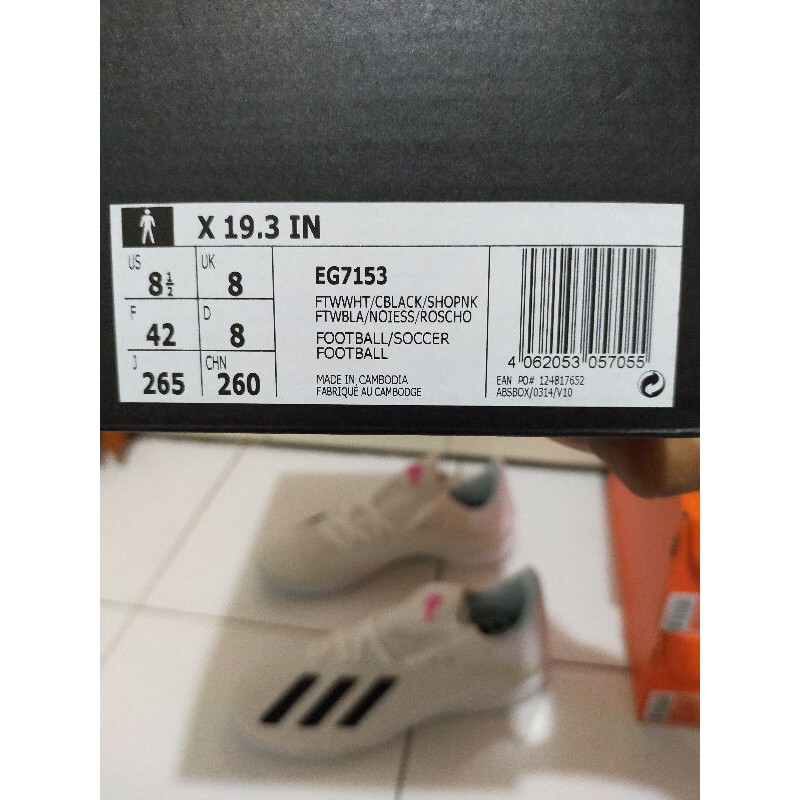 X 19.3 IN
US 8½
UK 8
F 42
D 8
J 265
CHN 260
EG7153
FTWWHT/CBLACK/SHOPNK
FTWBLA/NOIESS/ROSCHO
FOOTBALL/SOCCER
FOOTBALL
MADE IN CAMBODIA
FABRIQUÉ AU CAMBODGE
4 062053 057055
EAN PO# 124817652
ABSBOX/0314/V10